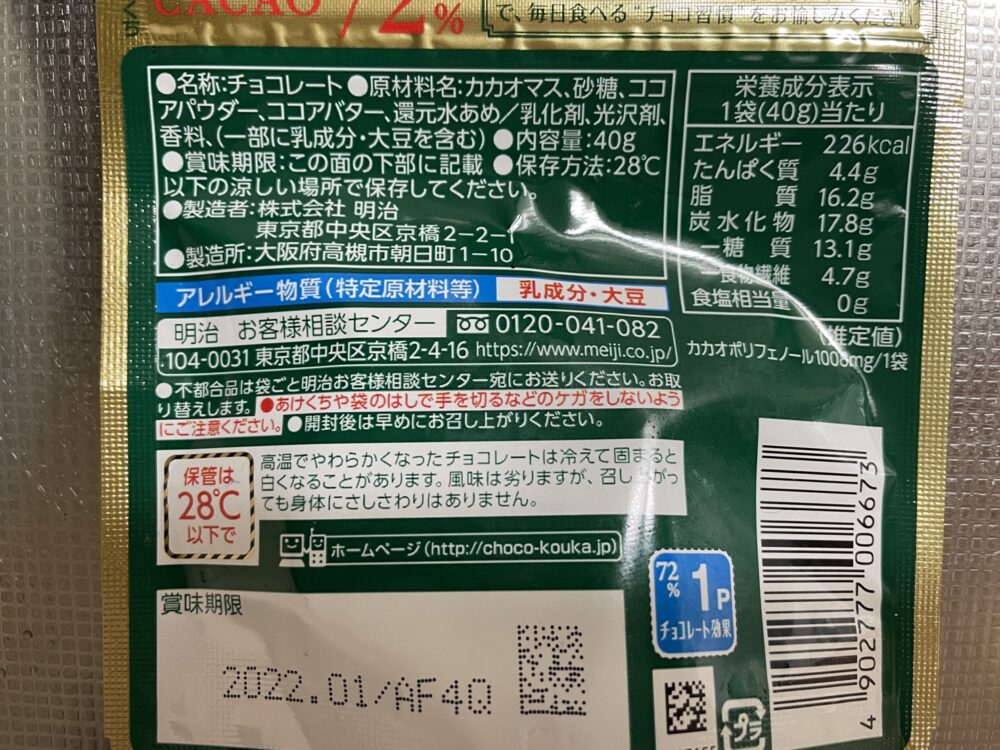 CACAO 72%
で、毎日食べる“チョコ習慣”をお愉しみください
●名称:チョコレート ●原材料名:カカオマス、砂糖、ココ
アパウダー、ココアバター、還元水あめ/乳化剤、光沢剤、
香料、(一部に乳成分・大豆を含む) ●内容量:40g
●賞味期限:この面の下部に記載 ●保存方法:28℃
以下の涼しい場所で保存してください。
●製造者:株式会社 明治
東京都中央区京橋2-2-1
●製造所:大阪府高槻市朝日町1-10
アレルギー物質(特定原材料等) 乳成分・大豆
明治 お客様相談センター 0120-041-082
104-0031 東京都中央区京橋2-4-16 https://www.meiji.co.jp/
●不都合品は袋ごと明治お客様相談センター宛にお送りください。お取
り替えします。●あけくちや袋のはしで手を切るなどのケガをしないよう
にご注意ください。●開封後は早めにお召し上がりください。
保管は
28℃
以下で
高温でやわらかくなったチョコレートは冷えて固まると
白くなることがあります。風味は劣りますが、召し上がっ
ても身体にさしさわりはありません。
ホームページ(http://choco-kouka.jp)
賞味期限
2022.01/AF4Q
栄養成分表示
1袋(40g)当たり
エネルギー 226kcal
たんぱく質 4.4g
脂質 16.2g
炭水化物 17.8g
-糖質 13.1g
-食物繊維 4.7g
食塩相当量 0g
(推定値)
カカオポリフェノール1008mg/1袋
72% 1P
チョコレート効果
4 902777 006673
プラ